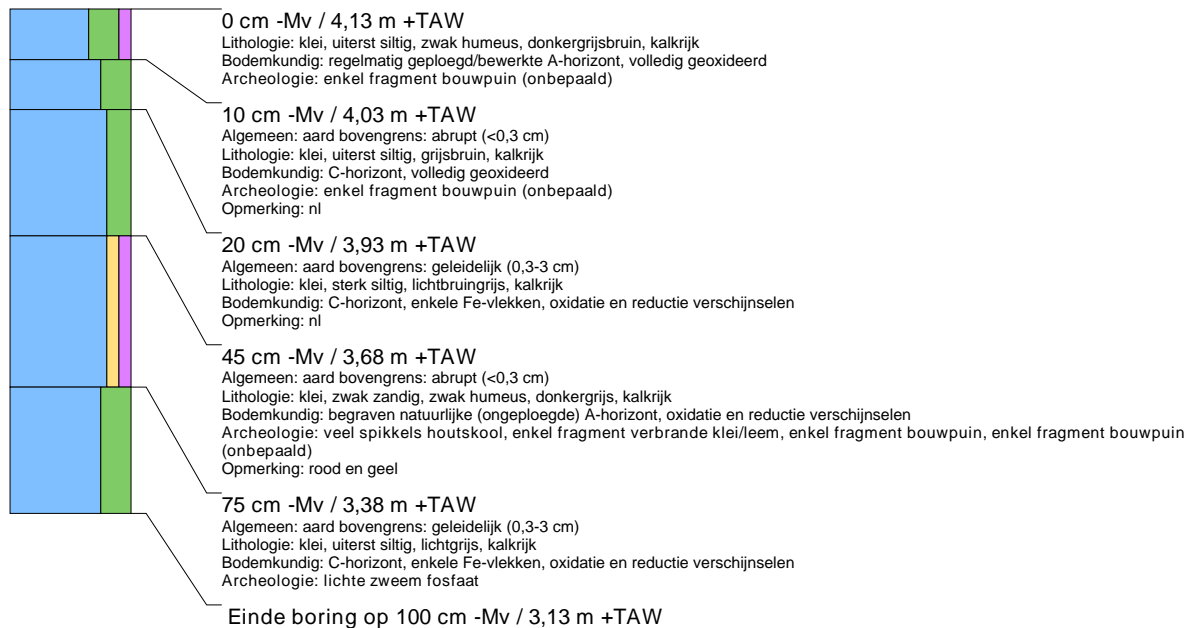 0 cm -Mv / 4,13 m +TAW
Lithologie: klei, uiterst siltig, zwak humeus, donkergrijsbruin, kalkrijk
Bodemkundig: regelmatig geploegd/bewerkte A-horizont, volledig geoxideerd
Archeologie: enkel fragment bouwpuin (onbepaald)
10 cm -Mv / 4,03 m +TAW
Algemeen: aard bovengrens: abrupt (<0,3 cm)
Lithologie: klei, uiterst siltig, grijsbruin, kalkrijk
Bodemkundig: C-horizont, volledig geoxideerd
Archeologie: enkel fragment bouwpuin (onbepaald)
Opmerking: nl
20 cm -Mv / 3,93 m +TAW
Algemeen: aard bovengrens: geleidelijk (0,3-3 cm)
Lithologie: klei, sterk siltig, lichtbruingrijs, kalkrijk
Bodemkundig: C-horizont, enkele Fe-vlekken, oxidatie en reductie verschijnselen
Opmerking: nl
45 cm -Mv / 3,68 m +TAW
Algemeen: aard bovengrens: abrupt (<0,3 cm)
Lithologie: klei, zwak zandig, zwak humeus, donkergrijs, kalkrijk
Bodemkundig: begraven natuurlijke (ongeploegde) A-horizont, oxidatie en reductie verschijnselen
Archeologie: veel spikkels houtskool, enkel fragment verbrande klei/leem, enkel fragment bouwpuin, enkel fragment bouwpuin
(onbepaald)
Opmerking: rood en geel
75 cm -Mv / 3,38 m +TAW
Algemeen: aard bovengrens: geleidelijk (0,3-3 cm)
Lithologie: klei, uiterst siltig, lichtgrijs, kalkrijk
Bodemkundig: C-horizont, enkele Fe-vlekken, oxidatie en reductie verschijnselen
Archeologie: lichte zweem fosfaat
Einde boring op 100 cm -Mv / 3,13 m +TAW